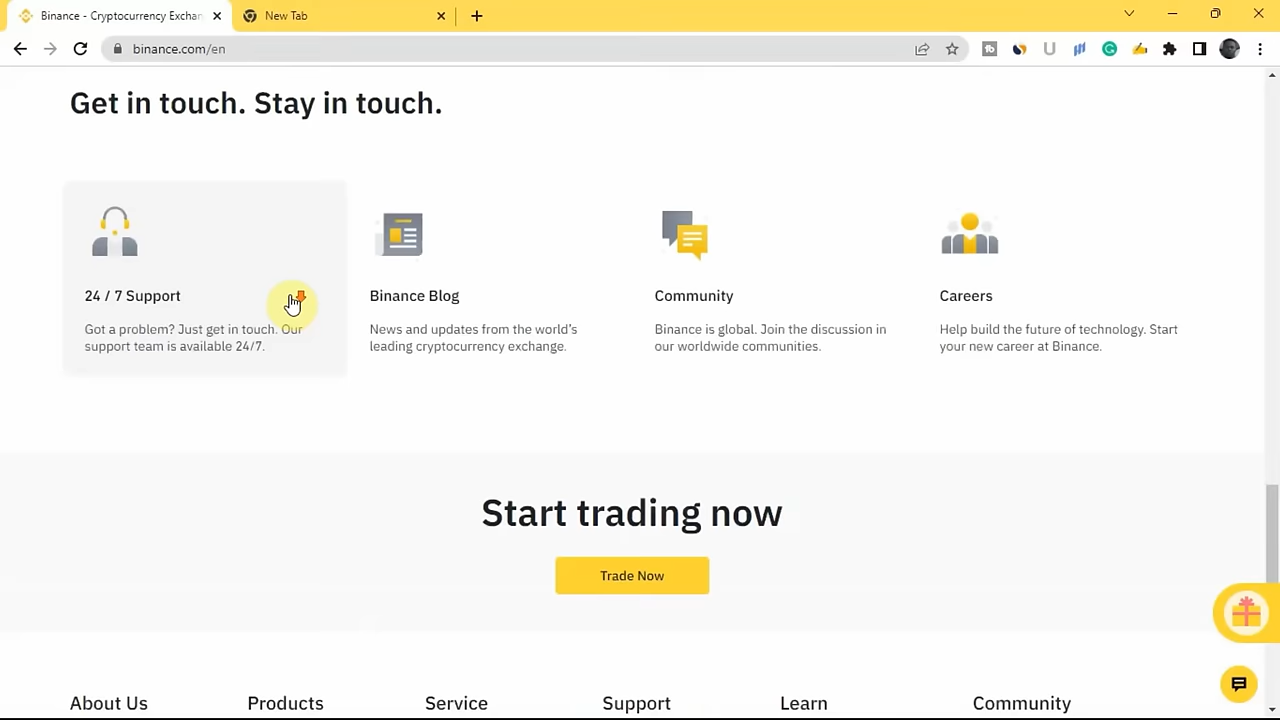 Binance - Cryptocurrency Exchan
New Tab
binance.com/en
Get in touch. Stay in touch.
24 / 7 Support
Got a problem? Just get in touch. Our
support team is available 24/7.
Binance Blog
News and updates from the world's
leading cryptocurrency exchange.
Community
Binance is global. Join the discussion in
our worldwide communities.
Careers
Help build the future of technology. Start
your new career at Binance.
Start trading now
Trade Now
About Us
Products
Service
Support
Learn
Community